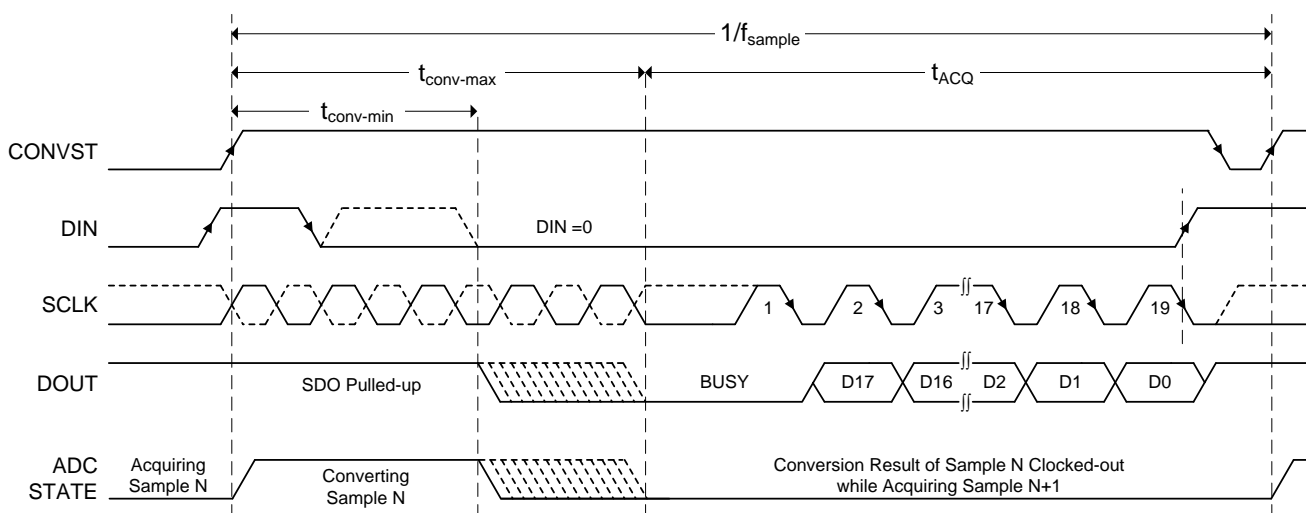 1/fsample
tconv-max
tACQ
tconv-min
CONVST
DIN
DIN =0
SCLK
1 2 3 17 18 19
DOUT
SDO Pulled-up
BUSY
D17 D16 D2 D1 D0
ADC
STATE
Acquiring
Sample N
Converting
Sample N
Conversion Result of Sample N Clocked-out
while Acquiring Sample N+1